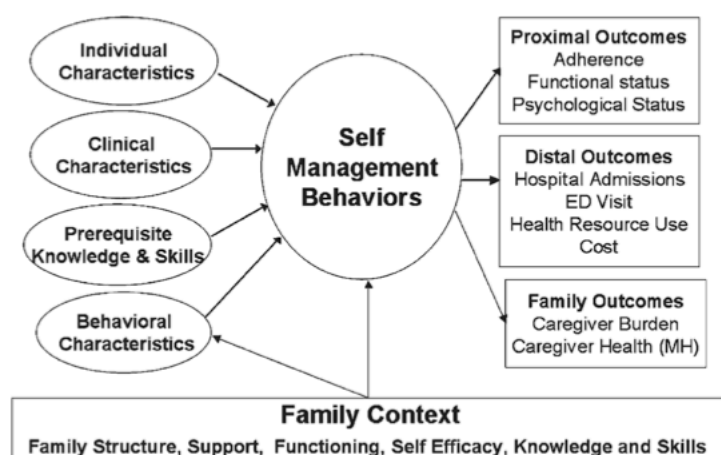 Individual
Characteristics
Clinical
Characteristics
Prerequisite
Knowledge & Skills
Behavioral
Characteristics
Self
Management
Behaviors
Proximal Outcomes
Adherence
Functional status
Psychological Status
Distal Outcomes
Hospital Admissions
ED Visit
Health Resource Use
Cost
Family Outcomes
Caregiver Burden
Caregiver Health (MH)
Family Context
Family Structure, Support, Functioning, Self Efficacy, Knowledge and Skills